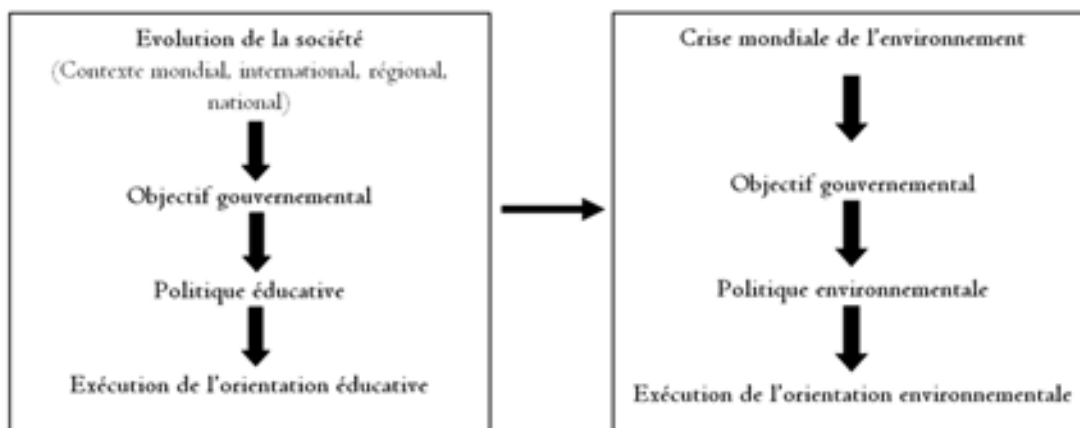 Evolution de la société
(Contexte mondial, international, régional,
national)
Objectif gouvernemental
Politique éducative
Exécution de l'orientation éducative
Crise mondiale de l'environnement
Objectif gouvernemental
Politique environnementale
Exécution de l'orientation environnementale